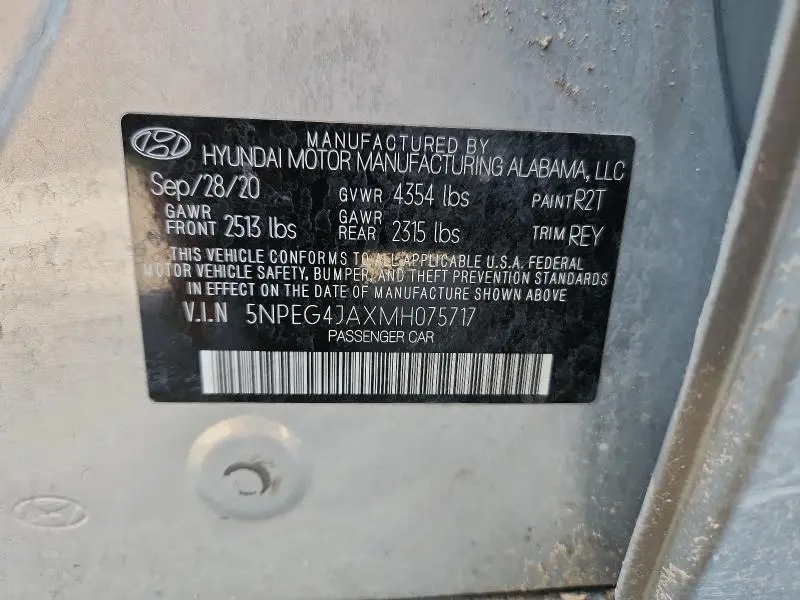 MANUFACTURED BY
HYUNDAI MOTOR MANUFACTURING ALABAMA, LLC
Sep/28/20 GVWR 4354 lbs PAINT R2T
GAWR FRONT 2513 lbs GAWR REAR 2315 lbs TRIM REY
THIS VEHICLE CONFORMS TO ALL APPLICABLE U.S.A. FEDERAL
MOTOR VEHICLE SAFETY, BUMPER, AND THEFT PREVENTION STANDARDS
IN EFFECT ON THE DATE OF MANUFACTURE SHOWN ABOVE
V.I.N 5NPEG4JAXMH075717
PASSENGER CAR